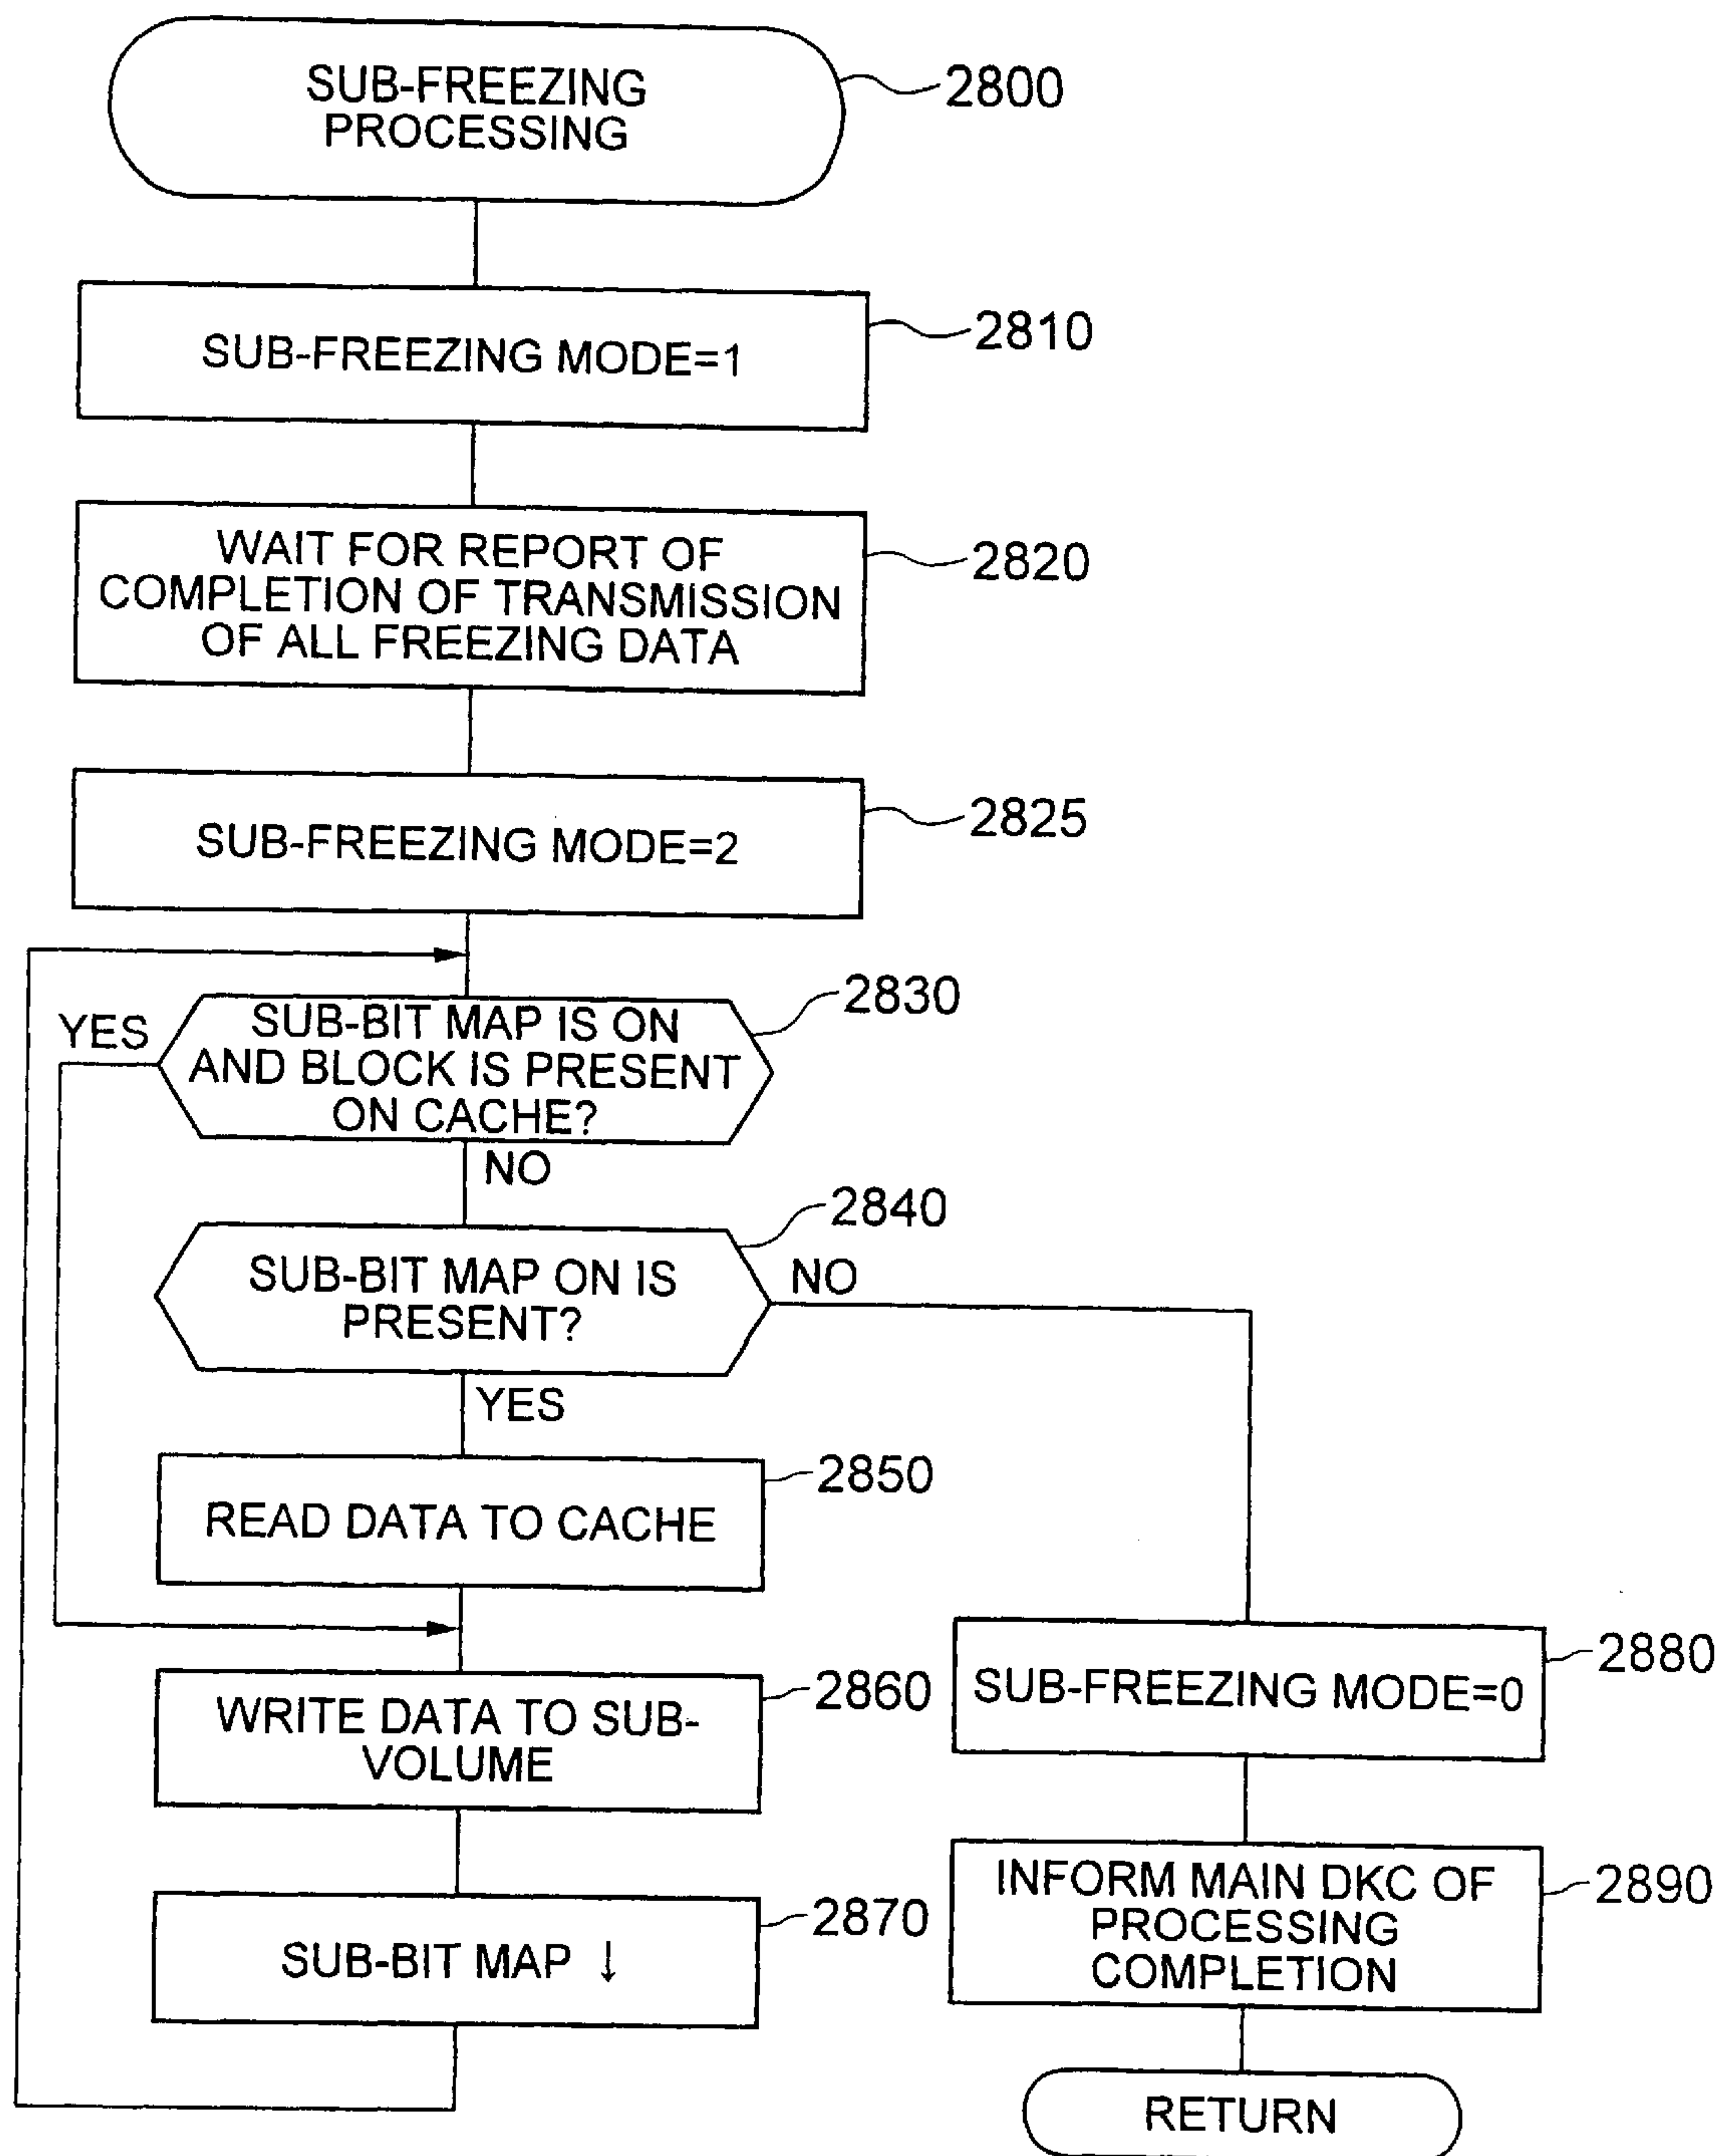 SUB-FREEZING
PROCESSING
2800
SUB-FREEZING MODE=1
2810
WAIT FOR REPORT OF
COMPLETION OF TRANSMISSION
OF ALL FREEZING DATA
2820
SUB-FREEZING MODE=2
2825
YES
SUB-BIT MAP IS ON
AND BLOCK IS PRESENT
ON CACHE?
2830
NO
SUB-BIT MAP ON IS
PRESENT?
2840
NO
YES
READ DATA TO CACHE
2850
WRITE DATA TO SUB-
VOLUME
2860
SUB-BIT MAP ↓
2870
SUB-FREEZING MODE=0
2880
INFORM MAIN DKC OF
PROCESSING
COMPLETION
2890
RETURN